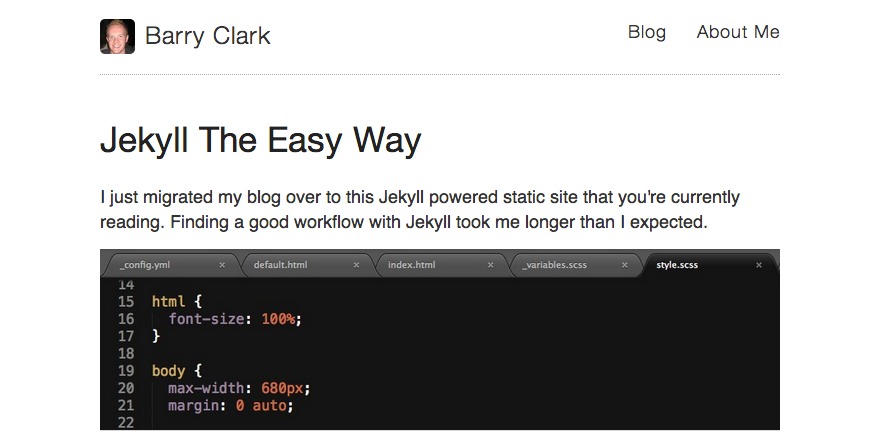 Barry Clark
Blog
About Me
Jekyll The Easy Way
I just migrated my blog over to this Jekyll powered static site that you're currently
reading. Finding a good workflow with Jekyll took me longer than I expected.
_config.yml × default.html × index.html × _variables.scss × style.scss ×
14
15 html {
16 font-size: 100%;
17 }
18
19 body {
20 max-width: 680px;
21 margin: 0 auto;
22